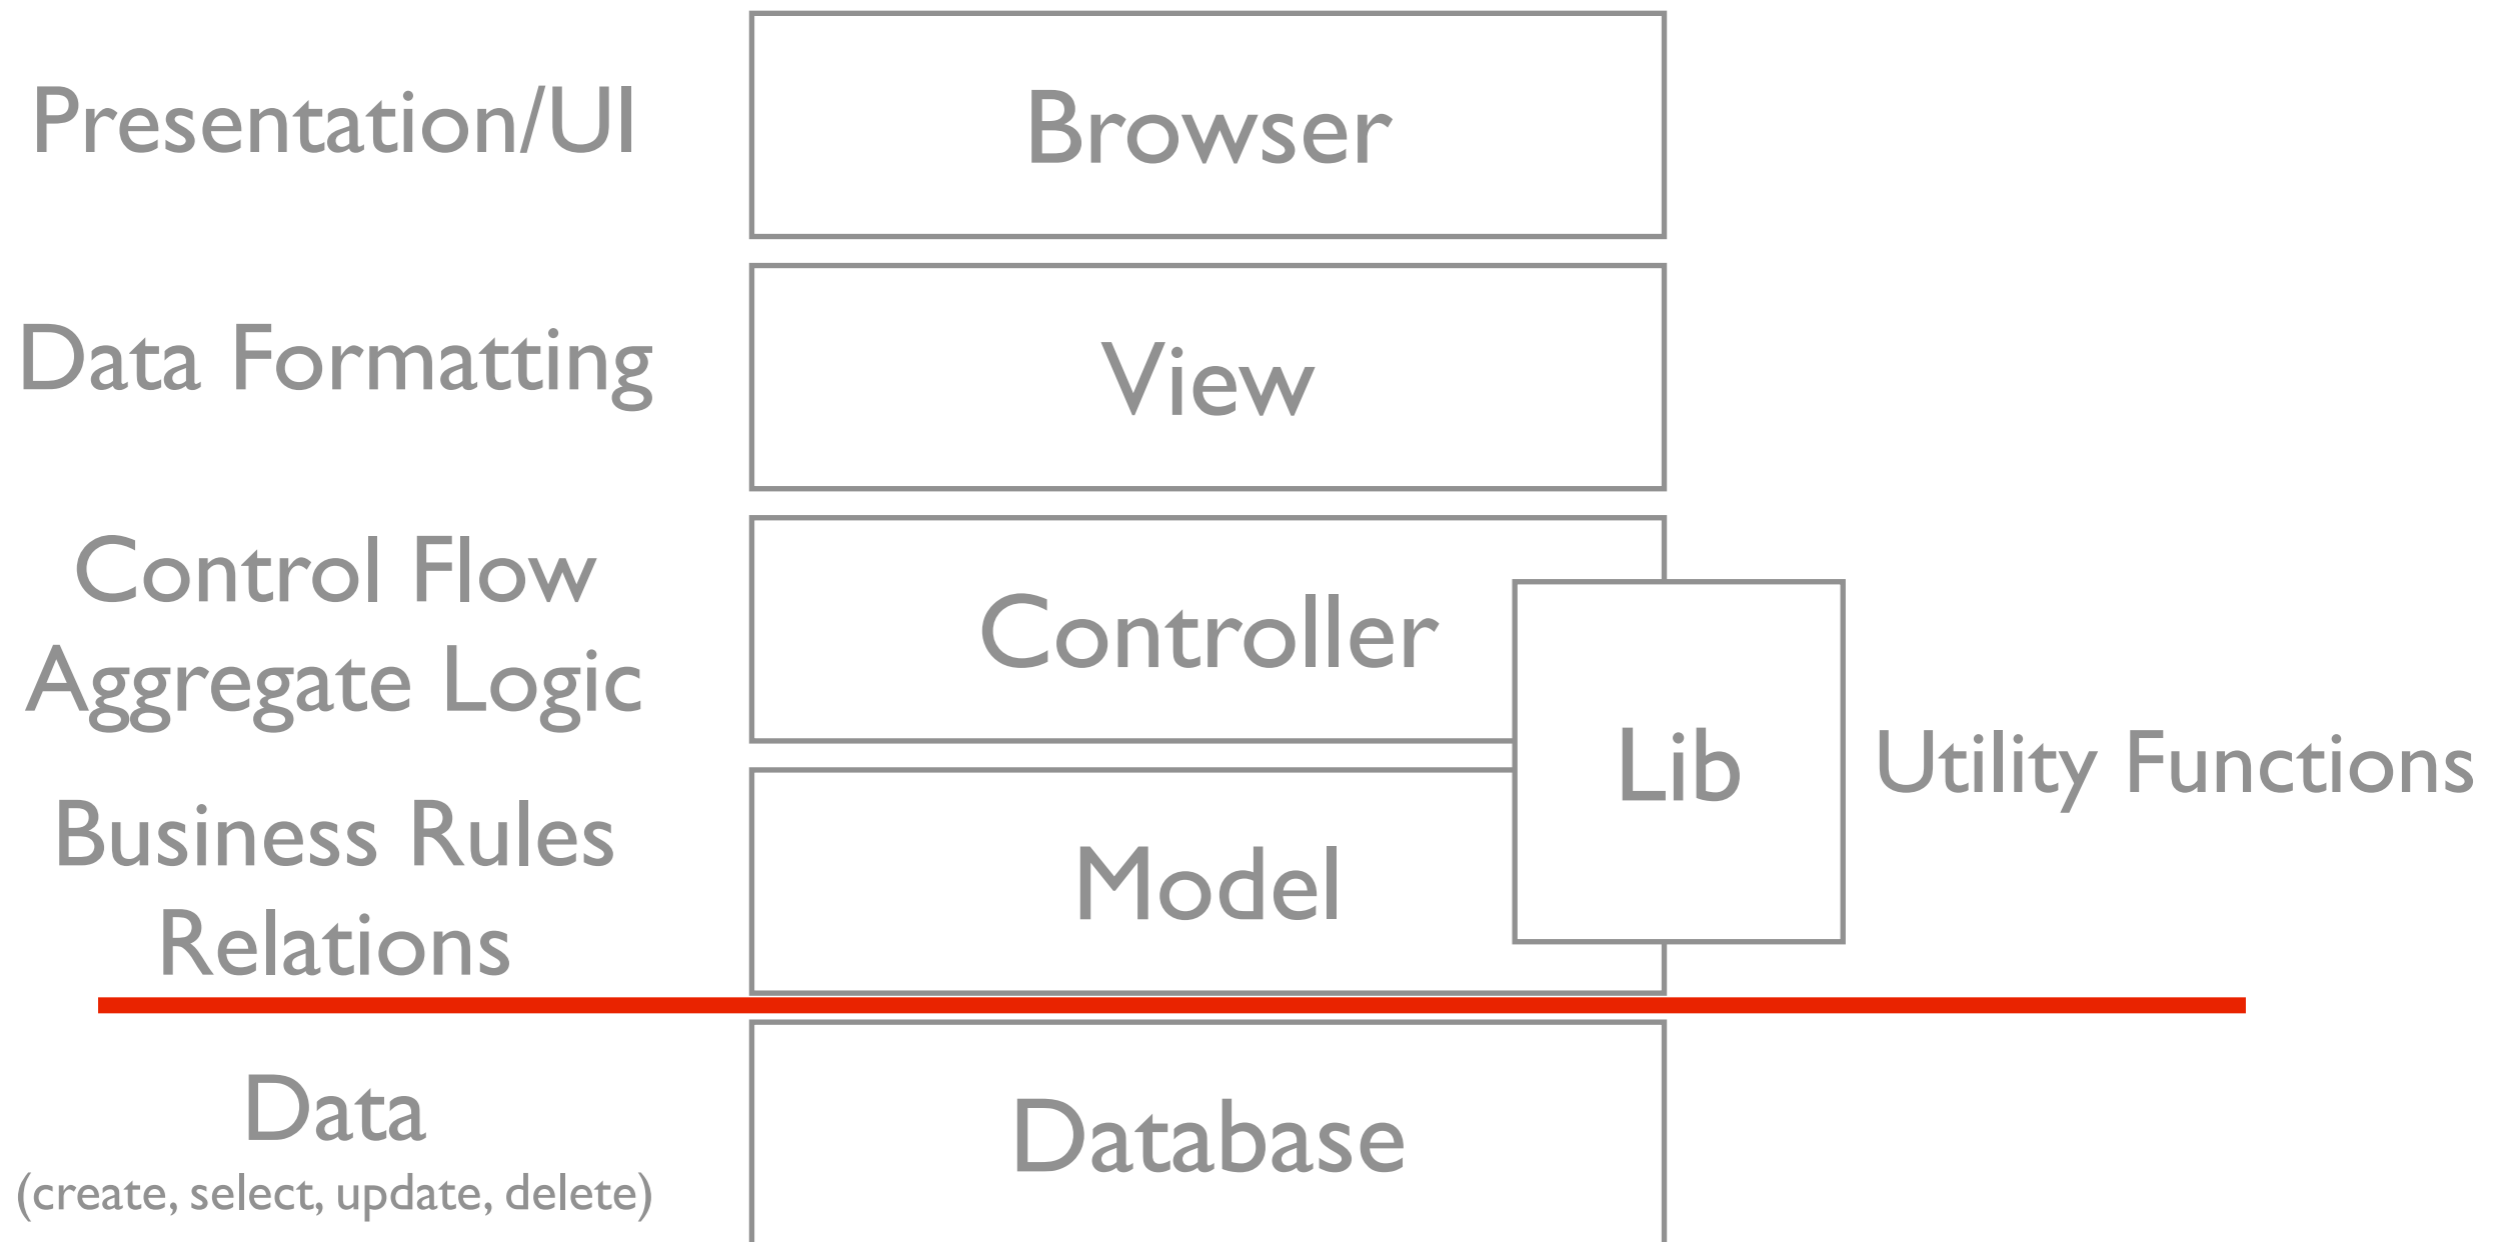 Presentation/UI
Browser
Data Formatting
View
Control Flow
Aggregate Logic
Controller
Lib
Utility Functions
Business Rules
Relations
Model
Data
(create, select, update, delete)
Database